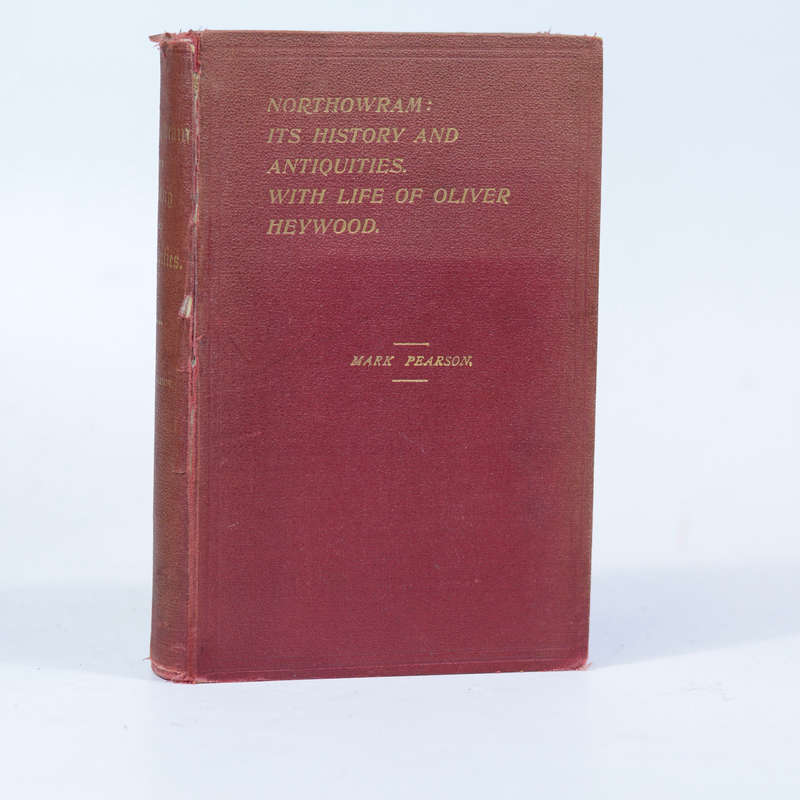 NORTHOWRAM:
ITS HISTORY AND
ANTIQUITIES.
WITH LIFE OF OLIVER
HEYWOOD.
MARK PEARSON.